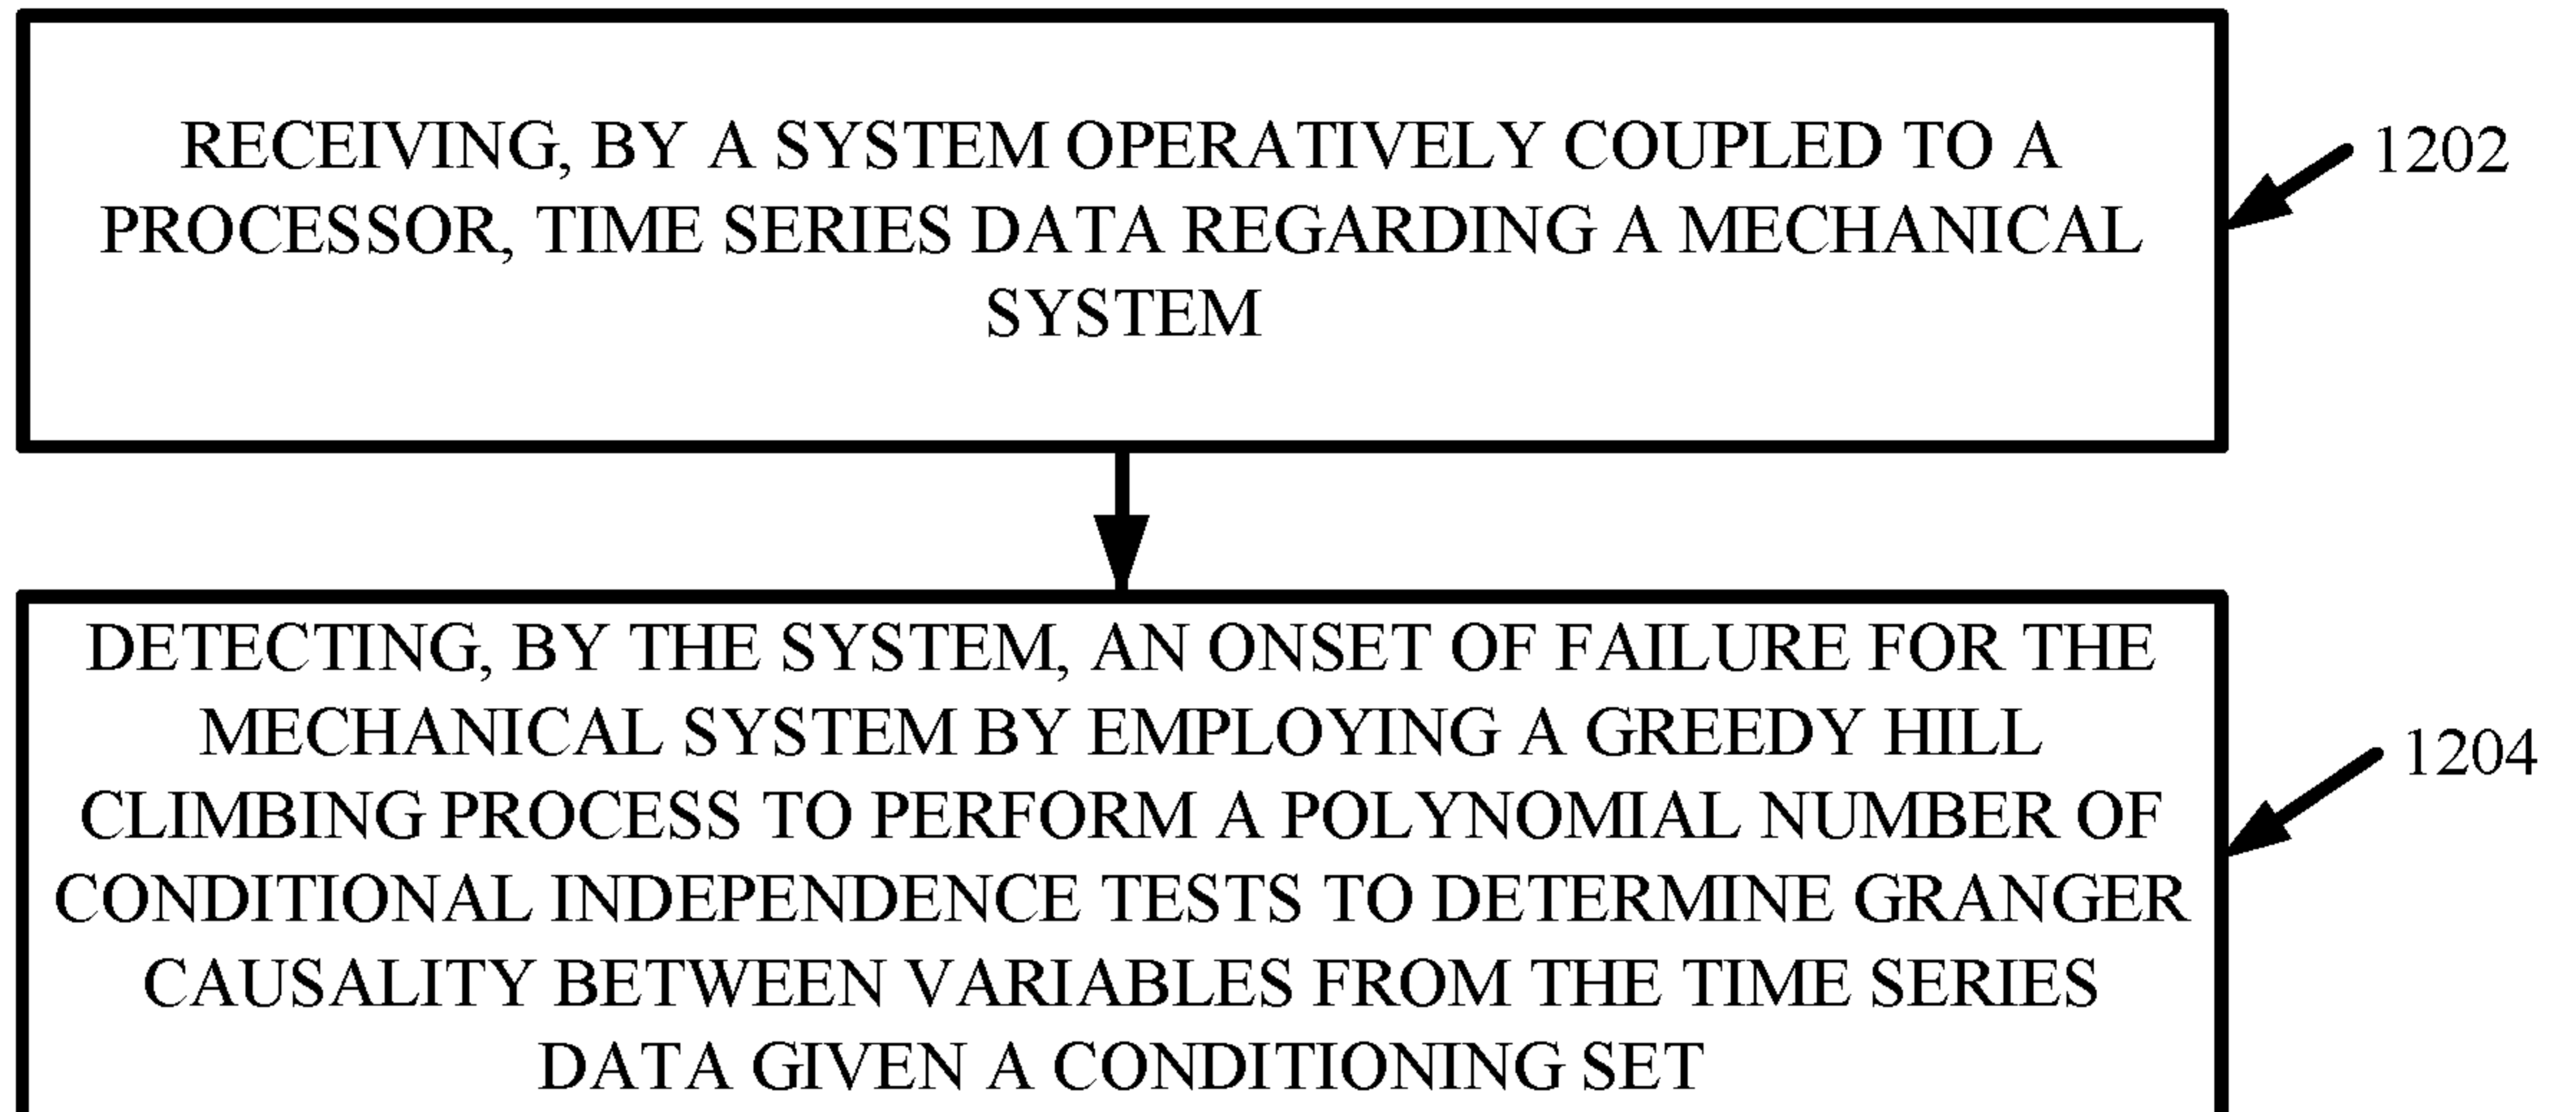 RECEIVING, BY A SYSTEM OPERATIVELY COUPLED TO A
PROCESSOR, TIME SERIES DATA REGARDING A MECHANICAL
SYSTEM
1202
DETECTING, BY THE SYSTEM, AN ONSET OF FAILURE FOR THE
MECHANICAL SYSTEM BY EMPLOYING A GREEDY HILL
CLIMBING PROCESS TO PERFORM A POLYNOMIAL NUMBER OF
CONDITIONAL INDEPENDENCE TESTS TO DETERMINE GRANGER
CAUSALITY BETWEEN VARIABLES FROM THE TIME SERIES
DATA GIVEN A CONDITIONING SET
1204